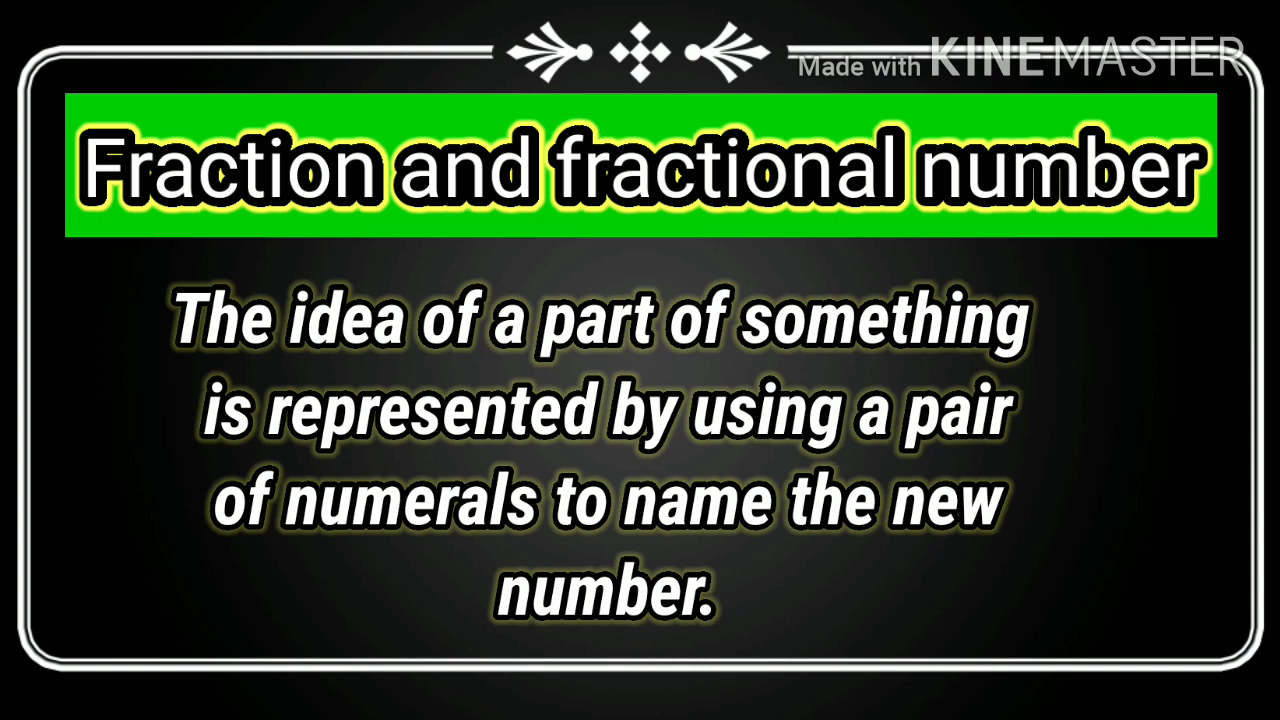 Made with KINEMASTER
Fraction and fractional number
The idea of a part of something
is represented by using a pair
of numerals to name the new
number.